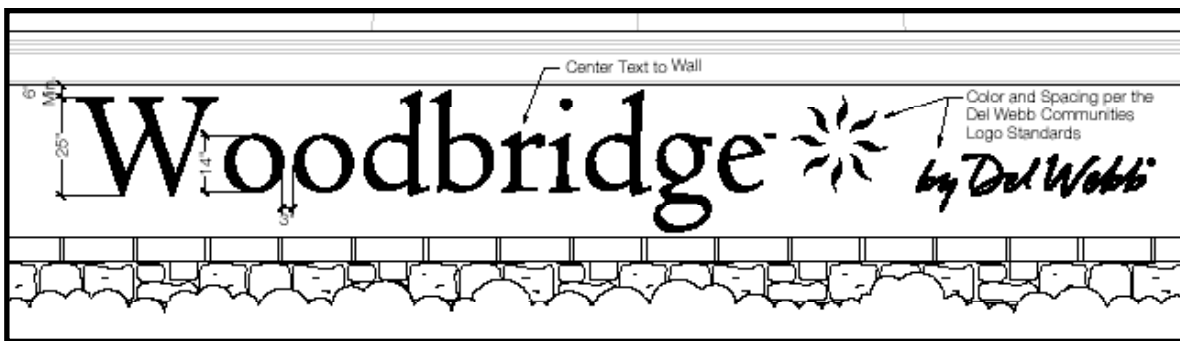 Center Text to Wall
6"
Min.
25"
Woodbridge
14"
3"
Color and Spacing per the
Del Webb Communities
Logo Standards
by Del Webb